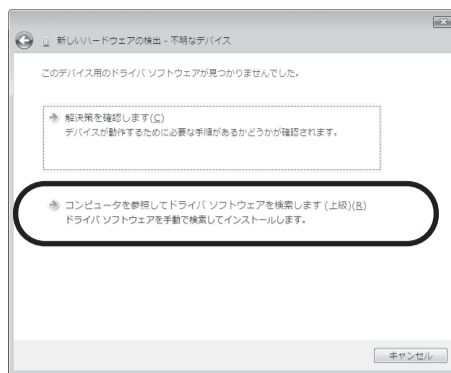 新しいハードウェアの検出 - 不明なデバイス
このデバイス用のドライバ ソフトウェアが見つかりませんでした。
解決策を確認します(C)
デバイスが動作するために必要な手順があるかどうかが確認されます。
コンピュータを参照してドライバ ソフトウェアを検索します (上級)(R)
ドライバ ソフトウェアを手動で検索してインストールします。
キャンセル